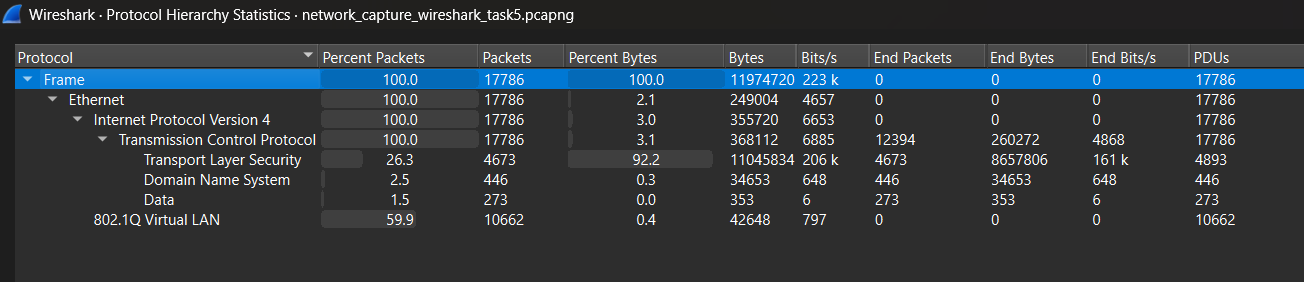 Wireshark · Protocol Hierarchy Statistics · network_capture_wireshark_task5.pcapng
Protocol Percent Packets Packets Percent Bytes Bytes Bits/s End Packets End Bytes End Bits/s PDUs
Frame 100.0 17786 100.0 11974720 223 k 0 0 0 17786
Ethernet 100.0 17786 2.1 249004 4657 0 0 0 17786
Internet Protocol Version 4 100.0 17786 3.0 355720 6653 0 0 0 17786
Transmission Control Protocol 100.0 17786 3.1 368112 6885 12394 260272 4868 17786
Transport Layer Security 26.3 4673 92.2 11045834 206 k 4673 8657806 161 k 4893
Domain Name System 2.5 446 0.3 34653 648 446 34653 648 446
Data 1.5 273 0.0 353 6 273 353 6 273
802.1Q Virtual LAN 59.9 10662 0.4 42648 797 0 0 0 10662